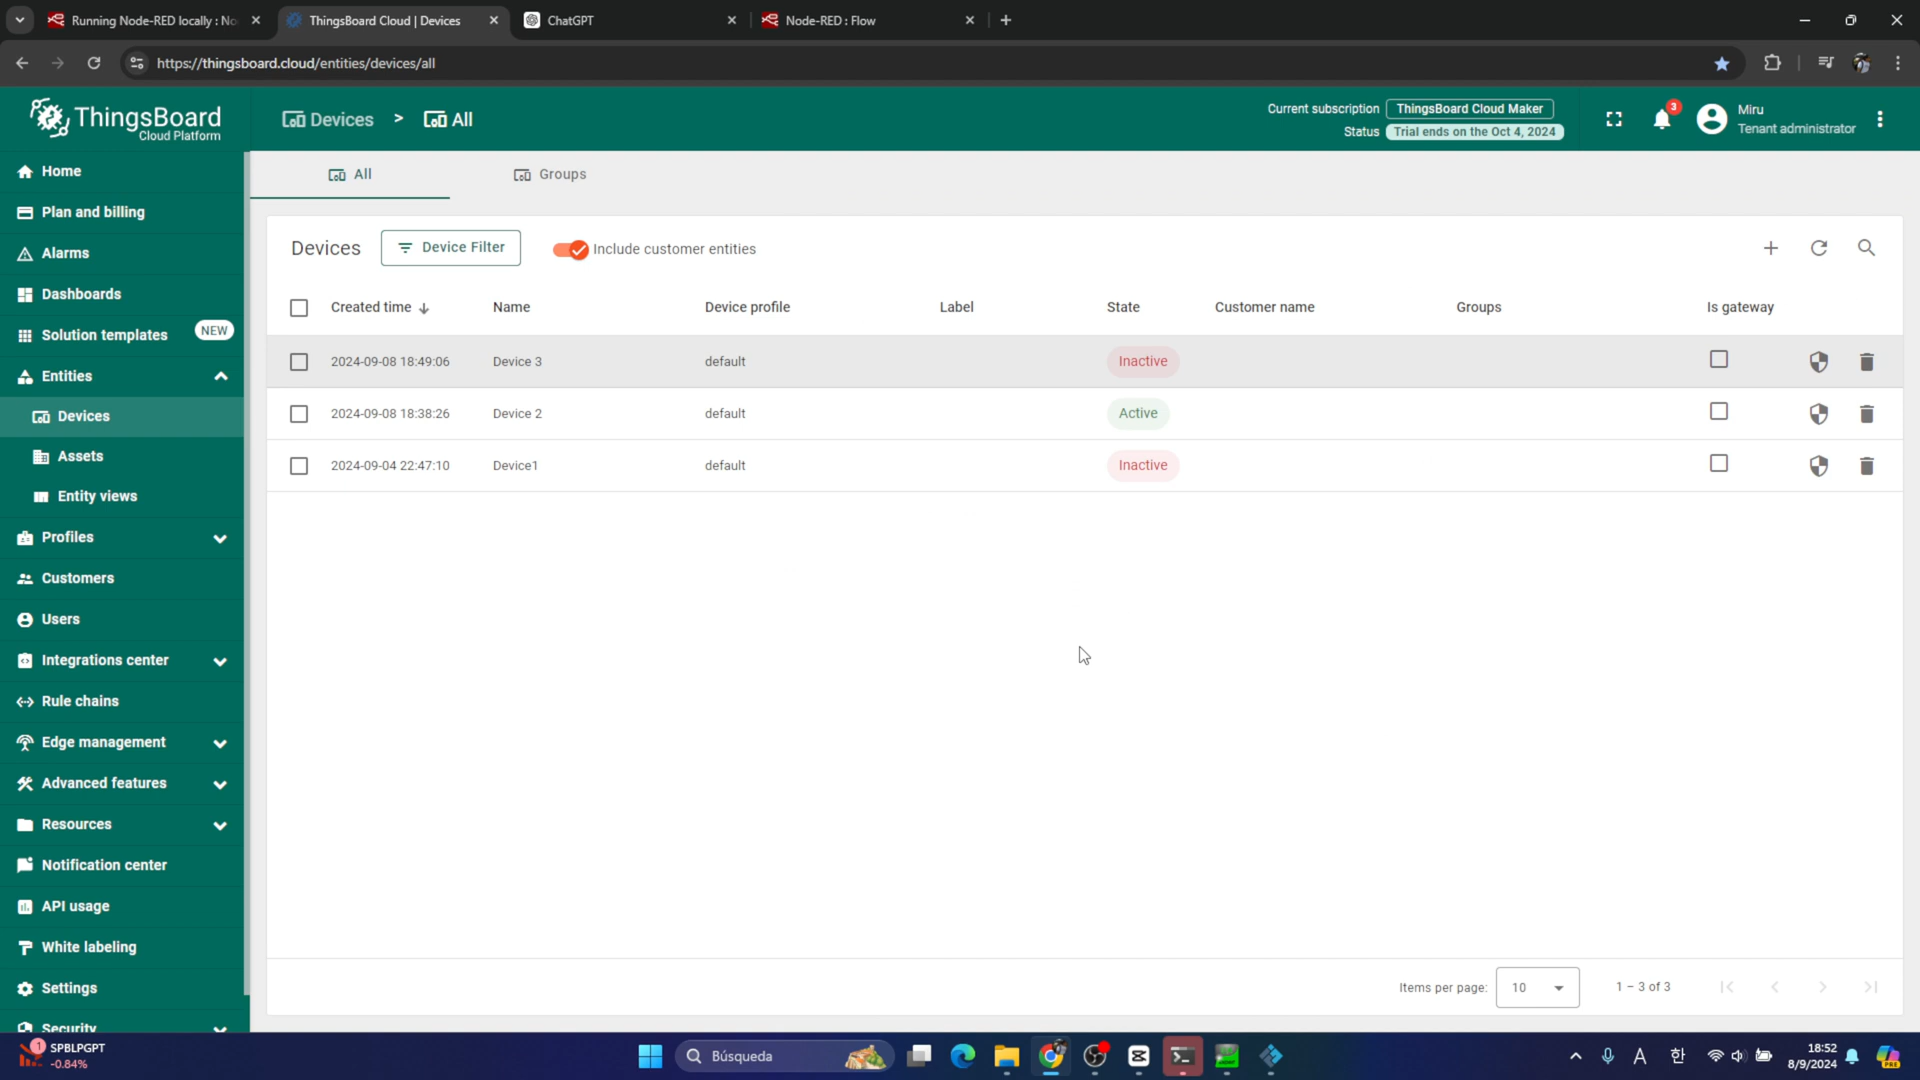 Running Node-RED locally : No
ThingsBoard Cloud | Devices
ChatGPT
Node-RED : Flow
https://thingsboard.cloud/entities/devices/all
ThingsBoard
Cloud Platform
Devices > All
Current subscription ThingsBoard Cloud Maker
Status Trial ends on the Oct 4, 2024
3
Miru
Tenant administrator
Home
Plan and billing
Alarms
Dashboards
Solution templates NEW
Entities
Devices
Assets
Entity views
Profiles
Customers
Users
Integrations center
Rule chains
Edge management
Advanced features
Resources
Notification center
API usage
White labeling
Settings
Security
All
Groups
Devices Device Filter Include customer entities
Created time Name Device profile Label State Customer name Groups Is gateway
2024-09-08 18:49:06 Device 3 default Inactive
2024-09-08 18:38:26 Device 2 default Active
2024-09-04 22:47:10 Device1 default Inactive
Items per page: 10 1 – 3 of 3
1
SPBLPGPT
-0.84%
Búsqueda
A
한
18:52
8/9/2024
PRE